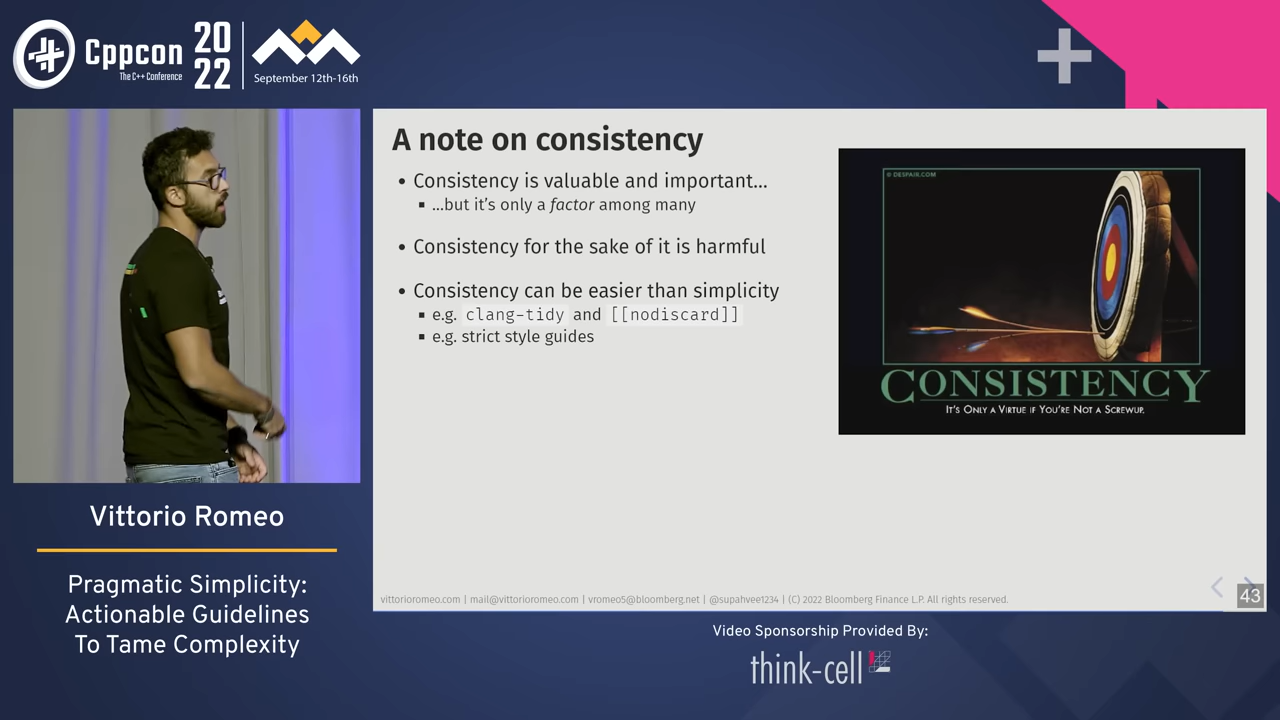 Cppcon
The C++ Conference
20
22
September 12th-16th
A note on consistency
• Consistency is valuable and important...
▪ ...but it's only a factor among many
• Consistency for the sake of it is harmful
• Consistency can be easier than simplicity
▪ e.g. clang-tidy and [[nodiscard]]
▪ e.g. strict style guides
© DESPAIR.COM
CONSISTENCY
IT'S ONLY A VIRTUE IF YOU'RE NOT A SCREWUP.
vittorioromeo.com | mail@vittorioromeo.com | vromeo5@bloomberg.net | @supahvee1234 | (C) 2022 Bloomberg Finance L.P. All rights reserved.
43
Vittorio Romeo
Pragmatic Simplicity:
Actionable Guidelines
To Tame Complexity
Video Sponsorship Provided By:
think-cell